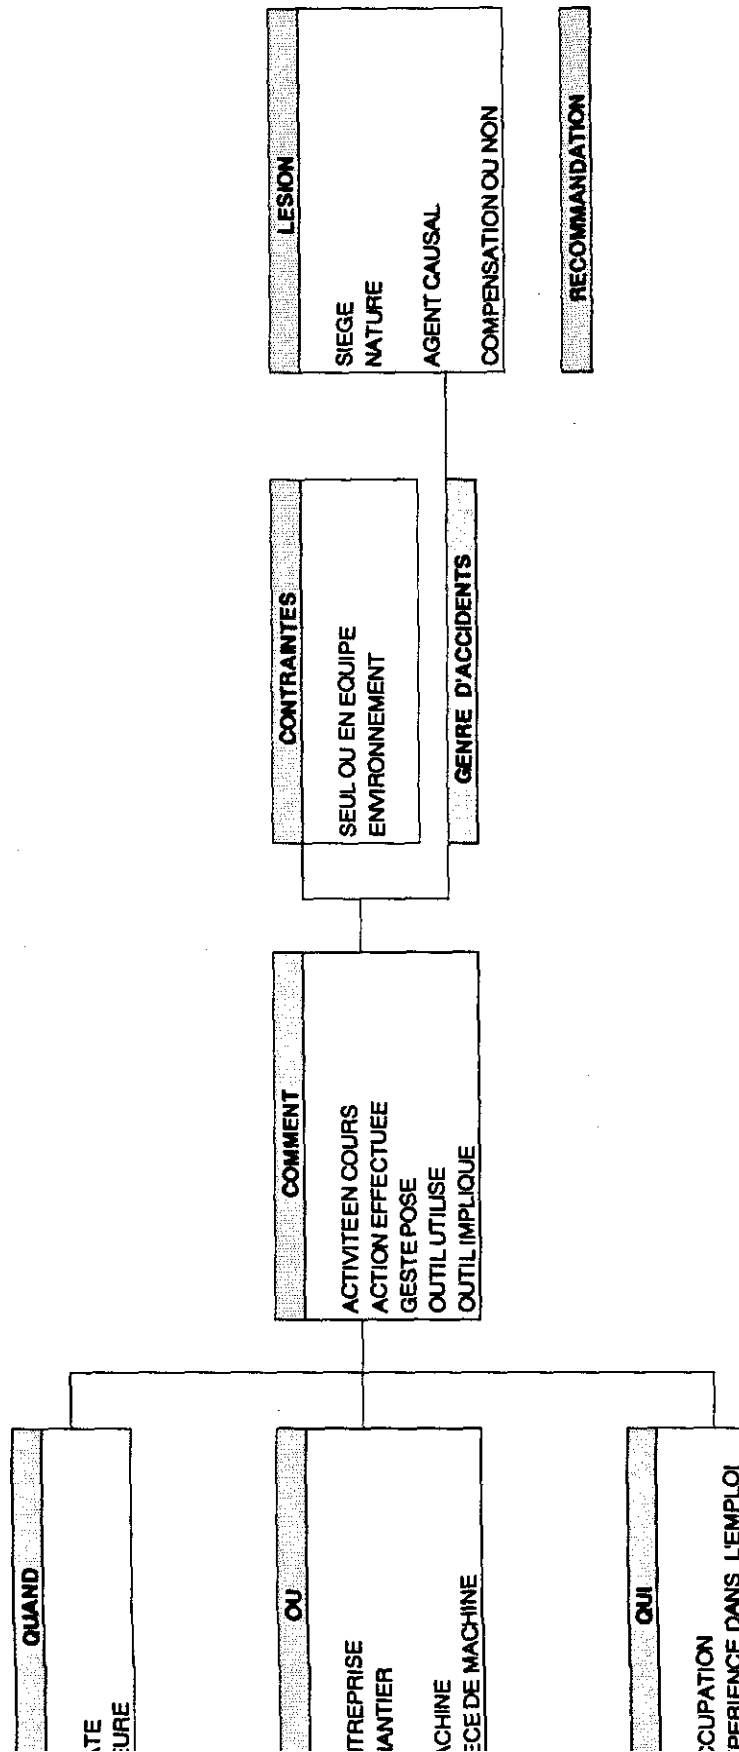 QUAND
ATE
EURE
OU
TREPRISE
ANTIER
ACHINE
ECE DE MACHINE
QUI
CCUPATION
PERIENCE DANS L'EMPLOI
COMMENT
ACTIVITE EN COURS
ACTION EFFECTUEE
GESTE POSE
OUTIL UTILISE
OUTIL IMPLIQUE
CONTRAINTES
SEUL OU EN EQUIPE
ENVIRONNEMENT
GENRE D'ACCIDENTS
LESION
SIEGE
NATURE
AGENT CAUSAL
COMPENSATION OU NON
RECOMMANDATION